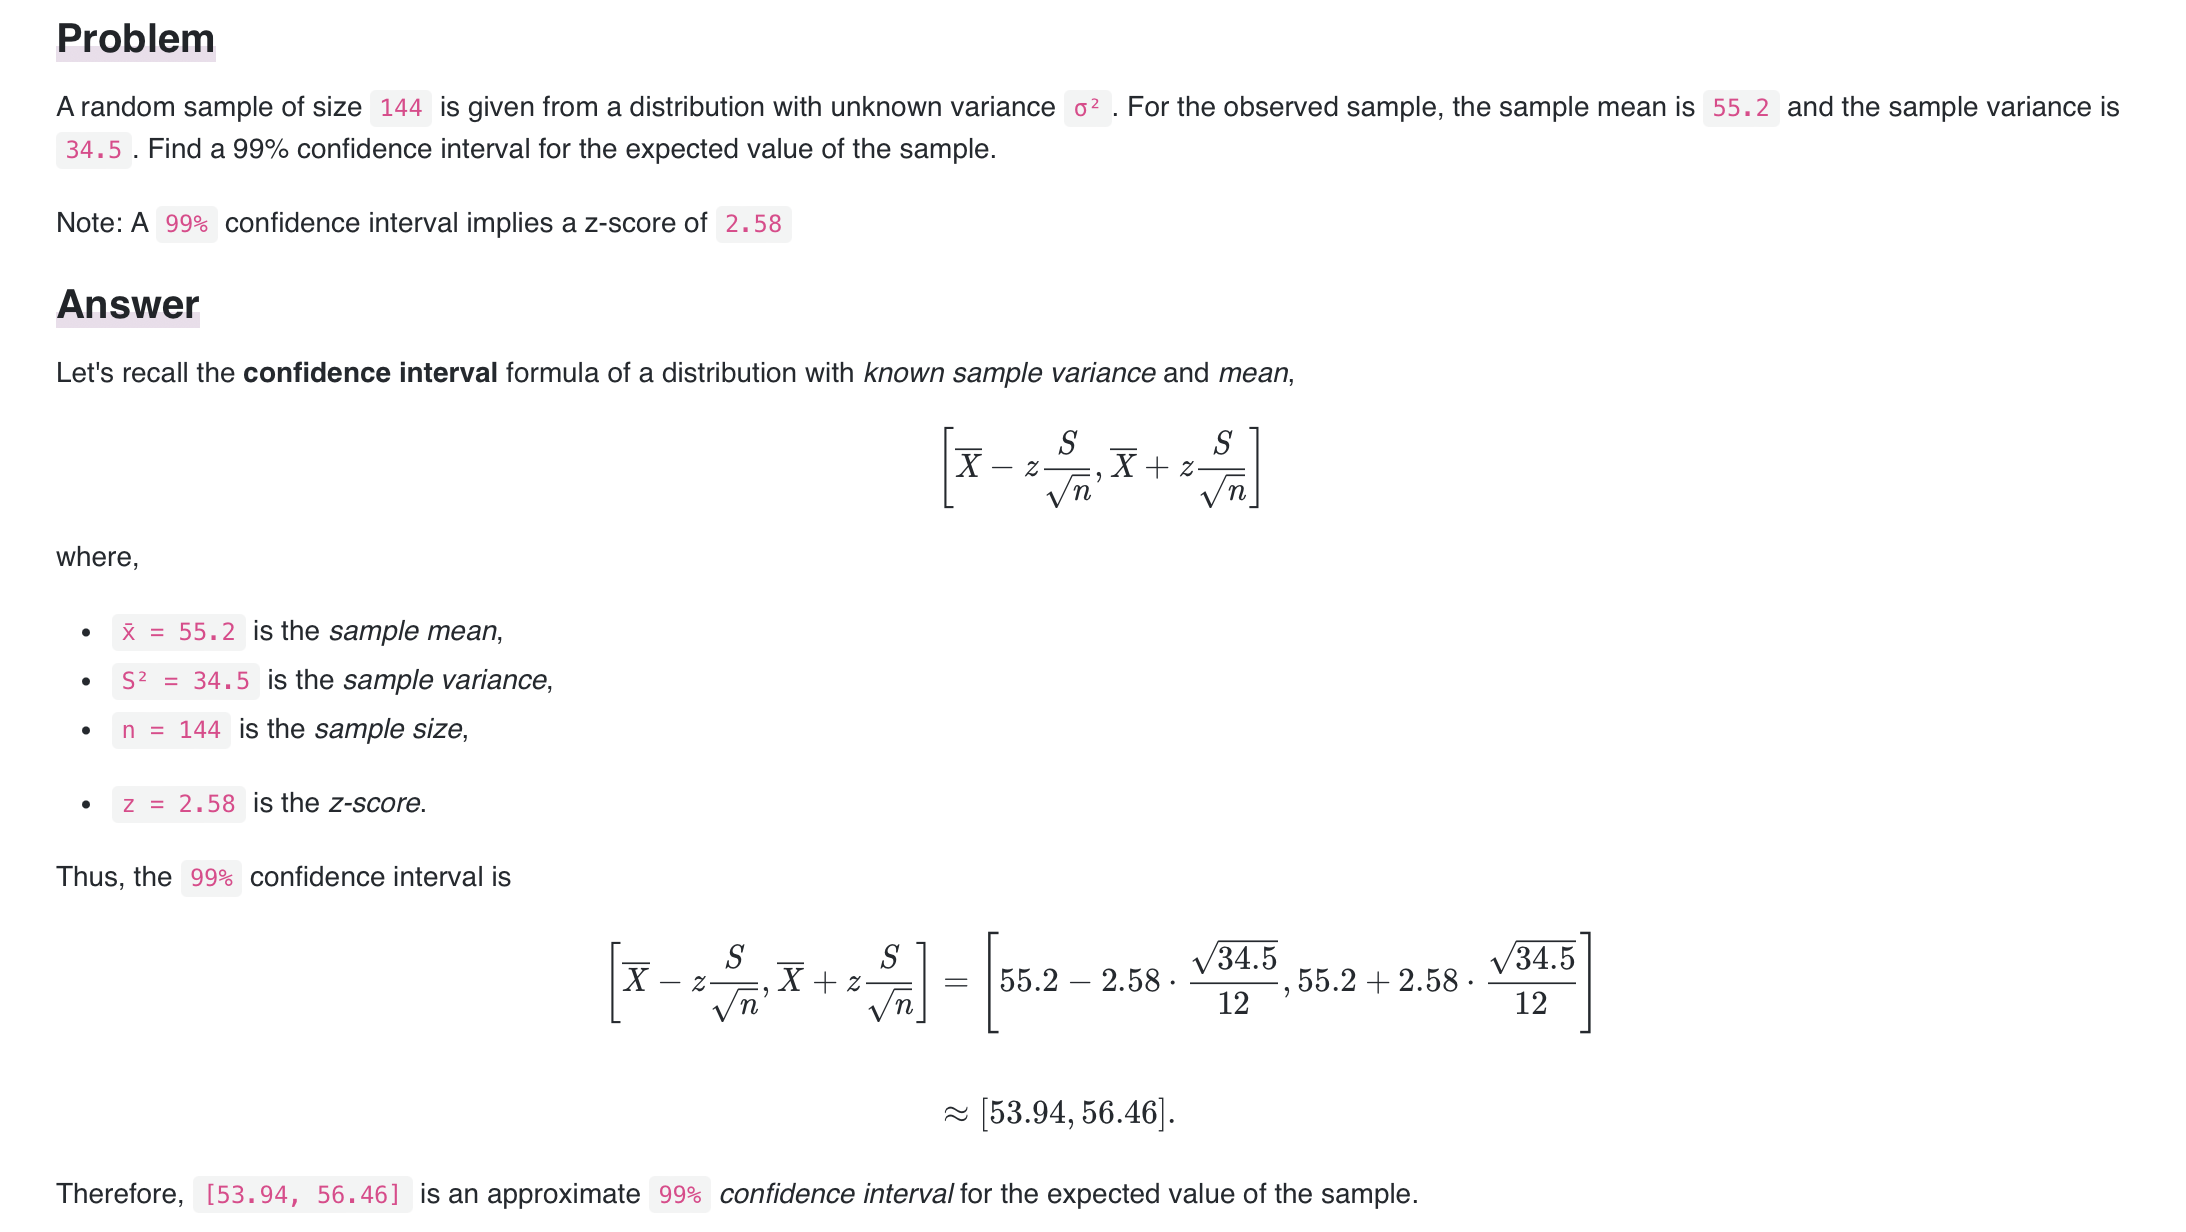 Problem
A random sample of size 144 is given from a distribution with unknown variance σ² . For the observed sample, the sample mean is 55.2 and the sample variance is
34.5 . Find a 99% confidence interval for the expected value of the sample.
Note: A 99% confidence interval implies a z-score of 2.58
Answer
Let's recall the confidence interval formula of a distribution with known sample variance and mean,
$\left[\overline{X} - z\frac{S}{\sqrt{n}}, \overline{X} + z\frac{S}{\sqrt{n}}\right]$
where,
• x̄ = 55.2 is the sample mean,
• S² = 34.5 is the sample variance,
• n = 144 is the sample size,
• z = 2.58 is the z-score.
Thus, the 99% confidence interval is
$\left[\overline{X} - z\frac{S}{\sqrt{n}}, \overline{X} + z\frac{S}{\sqrt{n}}\right] = \left[55.2 - 2.58 \cdot \frac{\sqrt{34.5}}{12}, 55.2 + 2.58 \cdot \frac{\sqrt{34.5}}{12}\right]$
≈ [53.94, 56.46].
Therefore, [53.94, 56.46] is an approximate 99% confidence interval for the expected value of the sample.